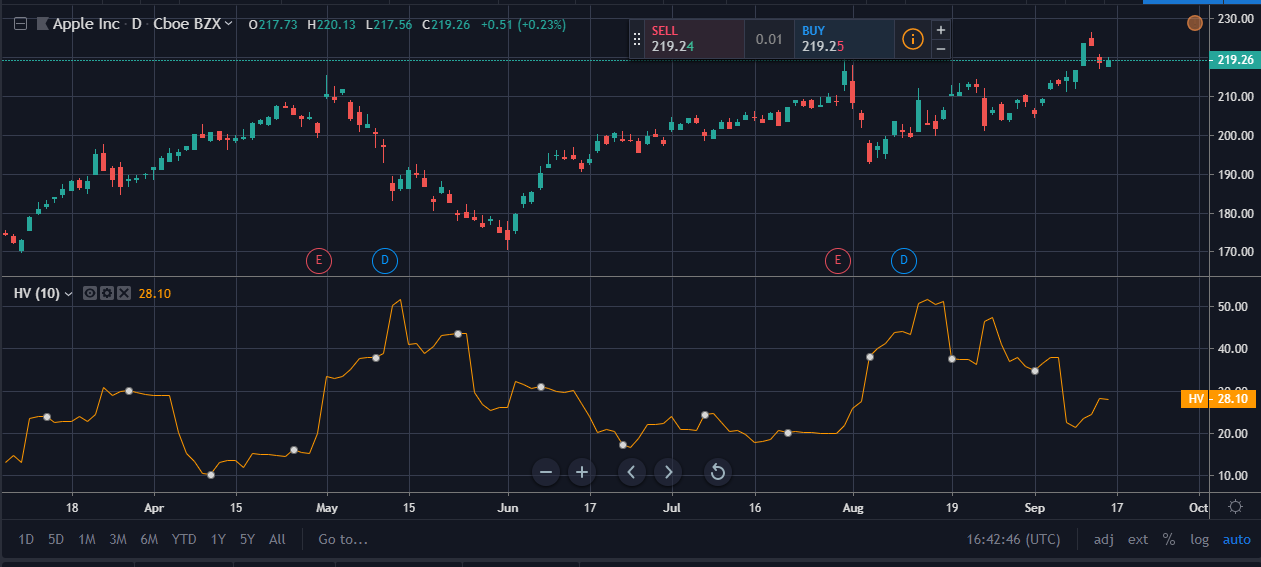 Apple Inc · D · Cboe BZX O217.73 H220.13 L217.56 C219.26 +0.51 (+0.23%)
SELL
219.24
0.01
BUY
219.25
230.00
219.26
210.00
200.00
190.00
180.00
170.00
E D E D
HV (10) 28.10
50.00
40.00
HV 28.10
20.00
10.00
18 Apr 15 May 15 Jun 17 Jul 16 Aug 19 Sep 17 Oct
1D 5D 1M 3M 6M YTD 1Y 5Y All Go to... 16:42:46 (UTC) adj ext % log auto